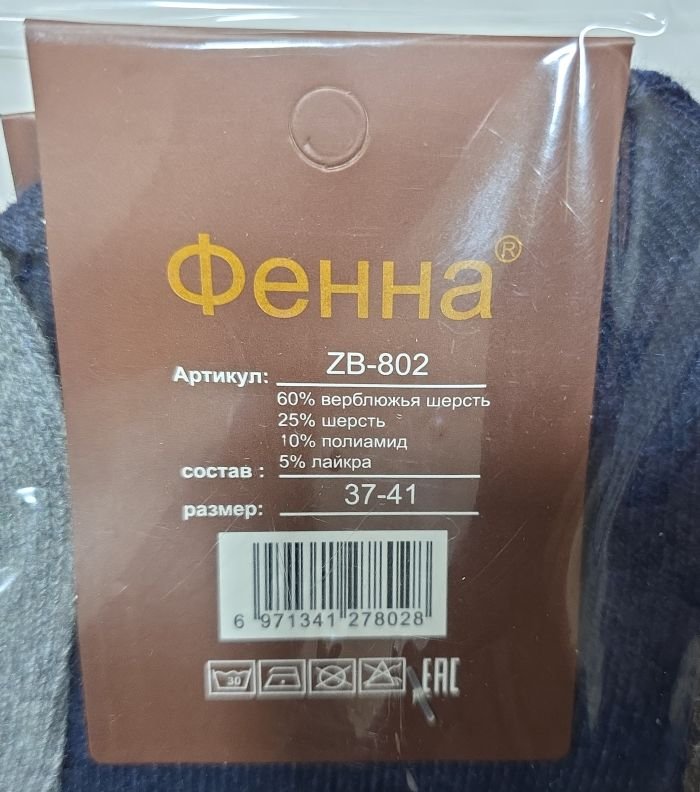 Фенна®
Артикул: ZB-802
60% верблюжья шерсть
25% шерсть
10% полиамид
состав : 5% лайкра
размер: 37-41
6 971341 278028
30
EAC